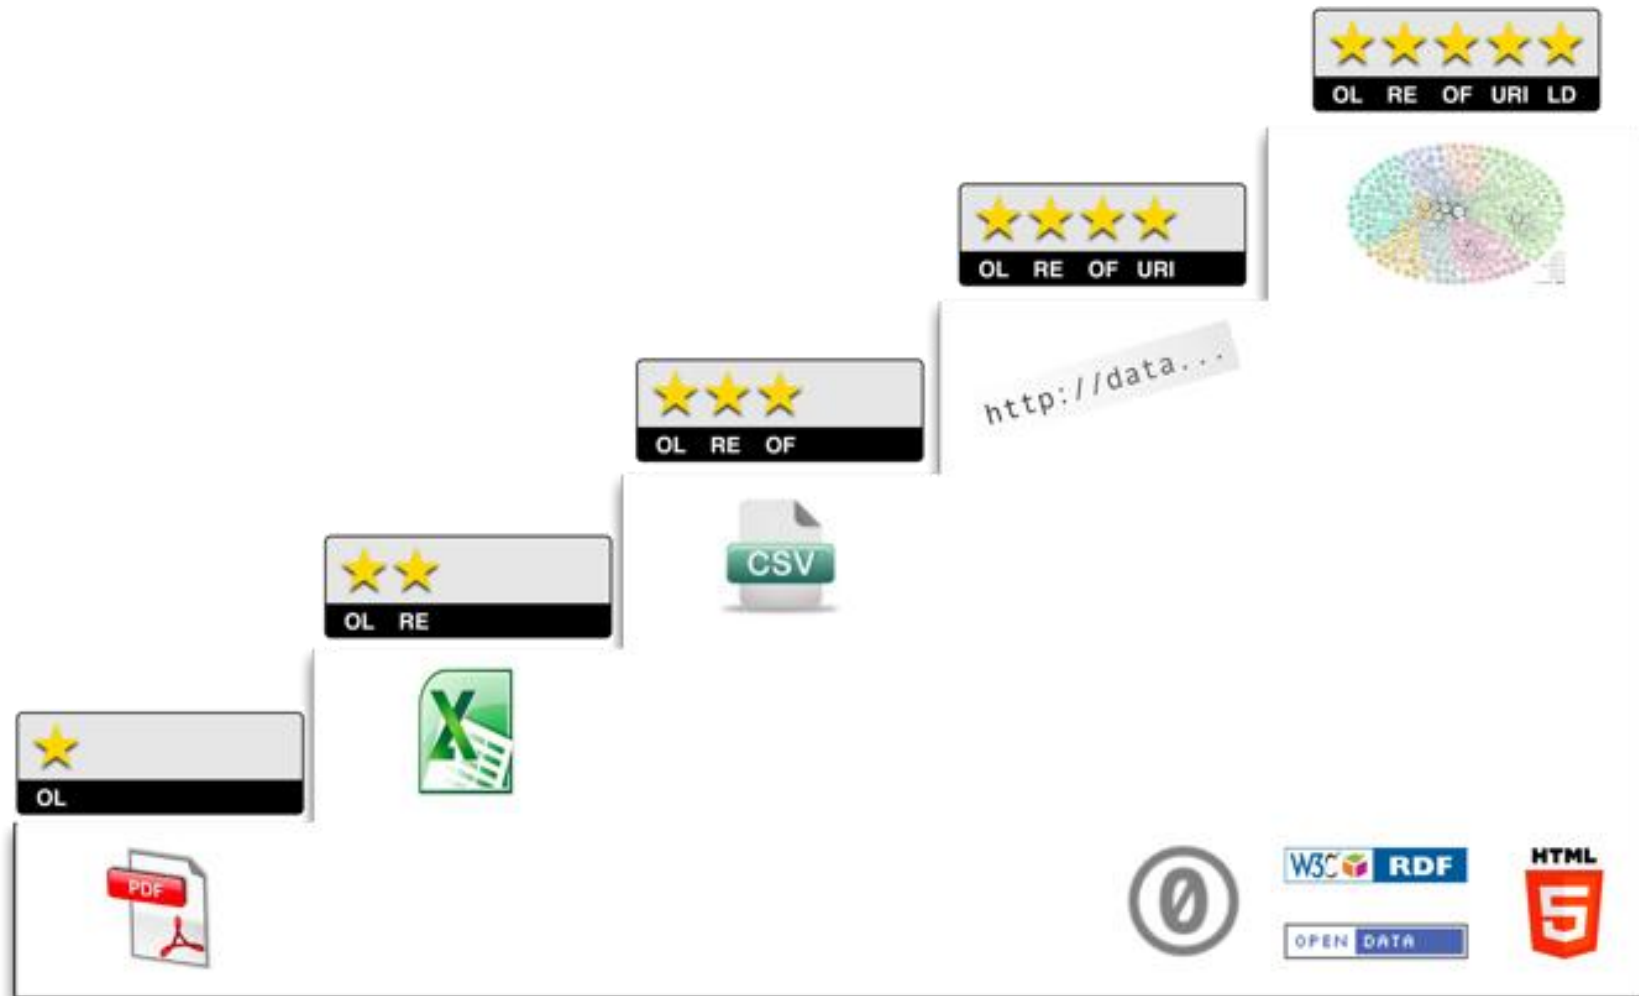 OL RE OF URI LD
OL RE OF URI
http://data...
OL RE OF
CSV
OL RE
X
OL
PDF
0
W3C RDF
OPEN DATA
HTML
5